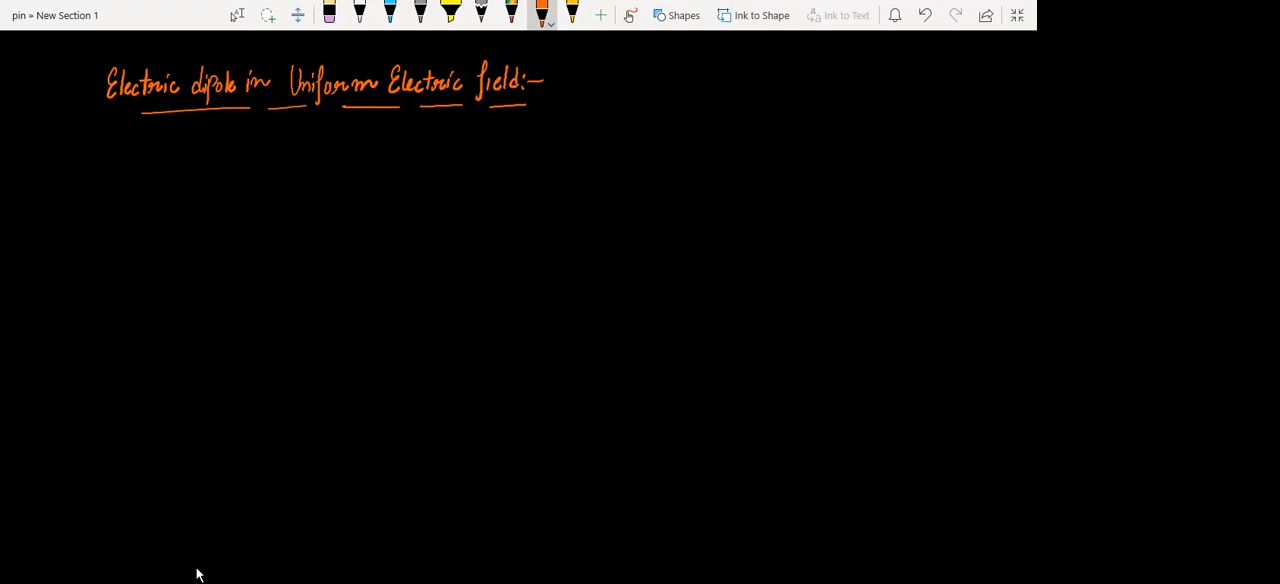 pin » New Section 1 Shapes Ink to Shape Ink to Text
Electric dipole in Uniform Electric field:-